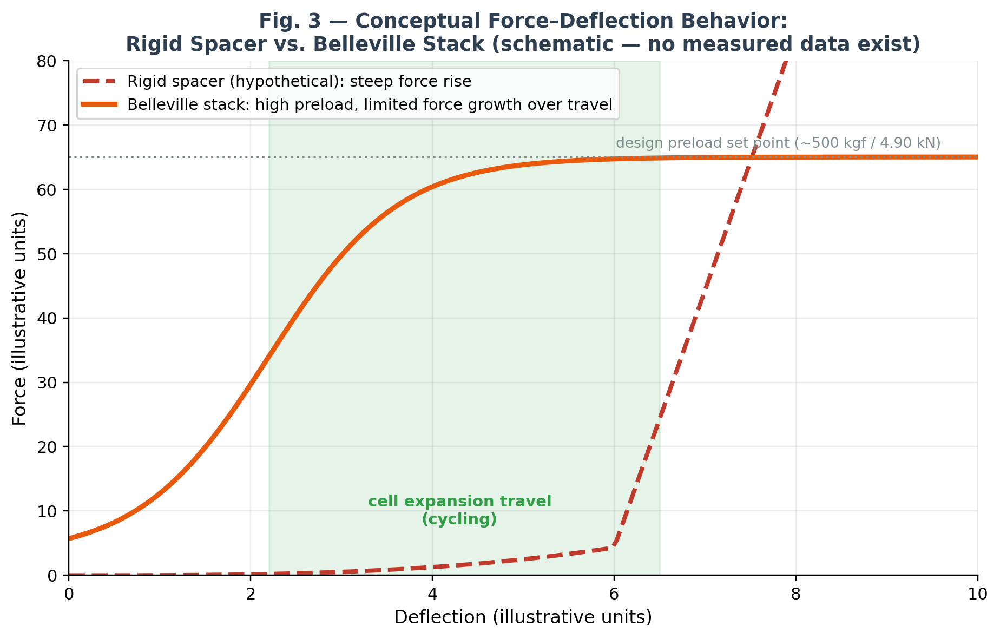 Fig. 3 — Conceptual Force–Deflection Behavior:
Rigid Spacer vs. Belleville Stack (schematic — no measured data exist)
Rigid spacer (hypothetical): steep force rise
Belleville stack: high preload, limited force growth over travel
design preload set point (~500 kgf / 4.90 kN)
cell expansion travel
(cycling)
Force (illustrative units)
80
70
60
50
40
30
20
10
0
0 2 4 6 8 10
Deflection (illustrative units)